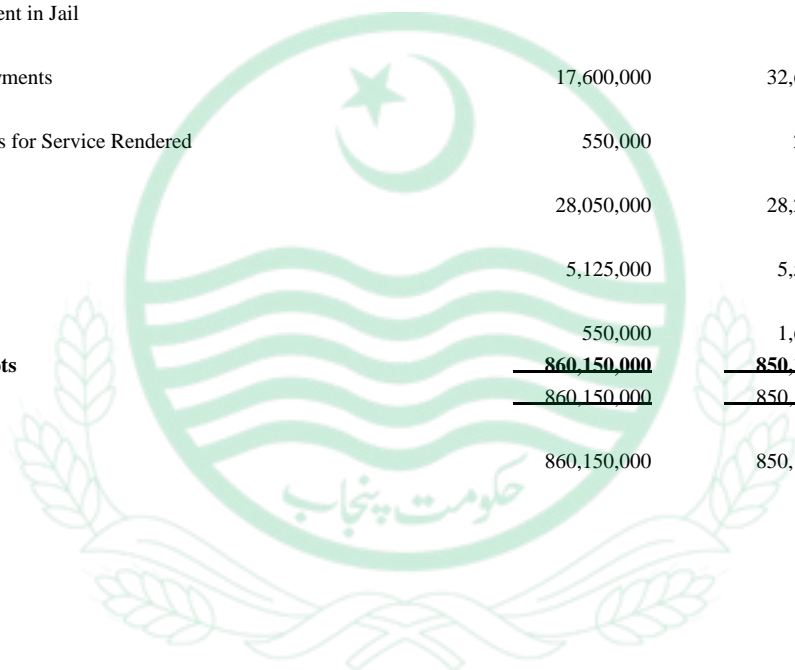 ent in Jail
yments 17,600,000 32,
s for Service Rendered 550,000
28,050,000 28,
5,125,000 5,
550,000 1,
ts 860,150,000 850,
860,150,000 850,
860,150,000 850,
حکومت پنجاب